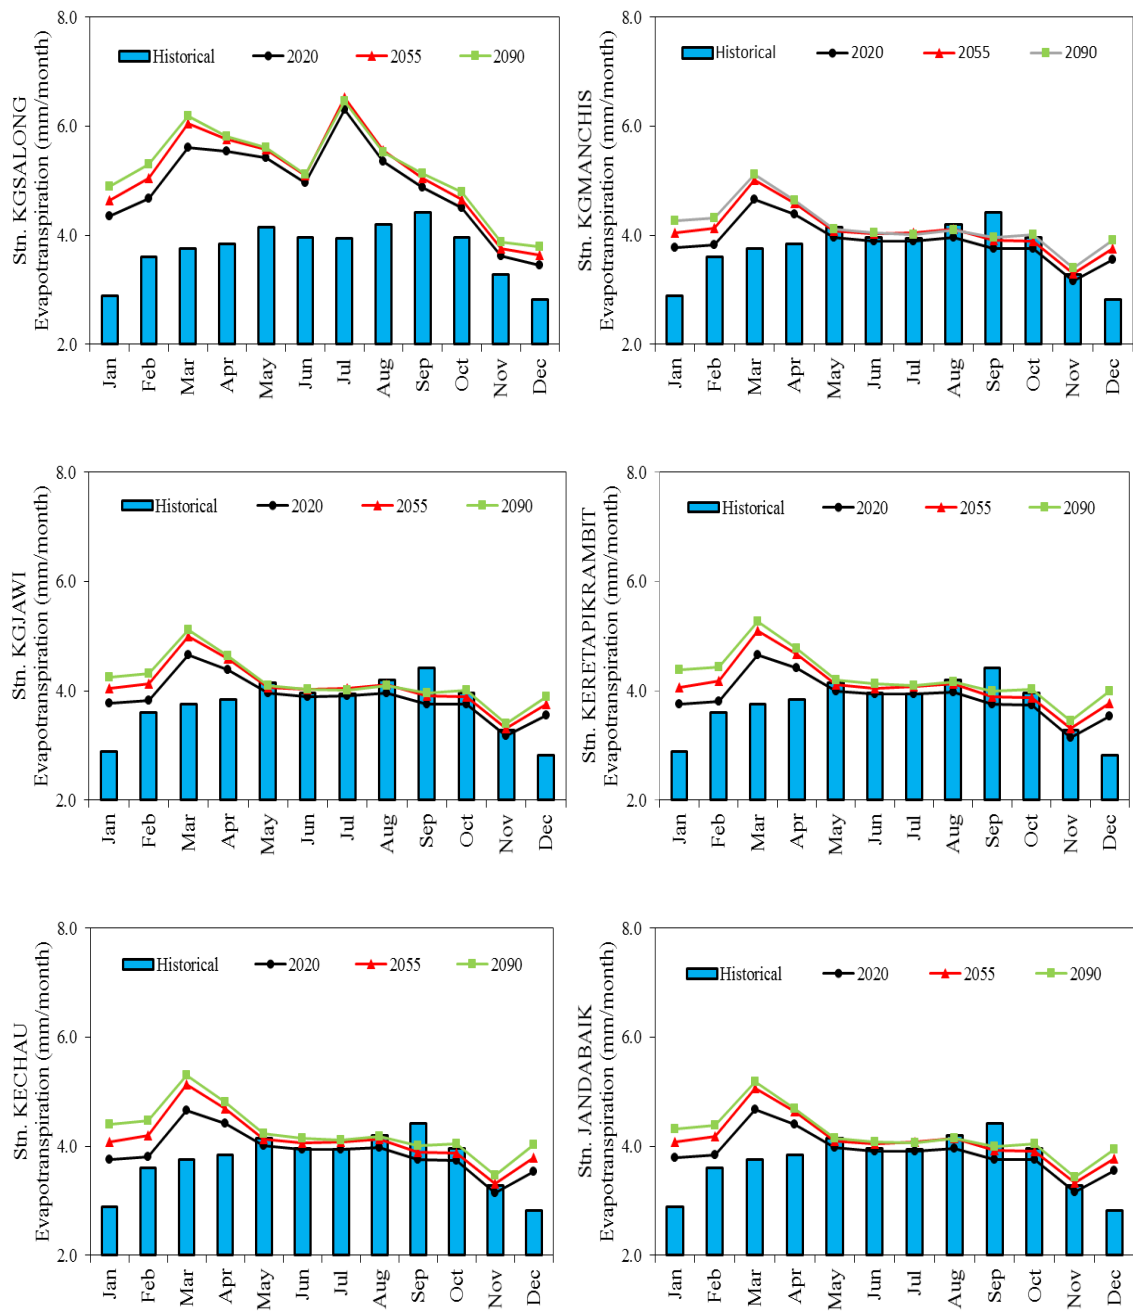 Stn. KGSALONG
Evapotranspiration (mm/month)
8.0
6.0
4.0
2.0
Historical 2020 2055 2090
Jan Feb Mar Apr May Jun Jul Aug Sep Oct Nov Dec
Stn. KGMANCHIS
Evapotranspiration (mm/month)
8.0
6.0
4.0
2.0
Historical 2020 2055 2090
Jan Feb Mar Apr May Jun Jul Aug Sep Oct Nov Dec
Stn. KGJAWI
Evapotranspiration (mm/month)
8.0
6.0
4.0
2.0
Historical 2020 2055 2090
Jan Feb Mar Apr May Jun Jul Aug Sep Oct Nov Dec
Stn. KERETAPIKRAMBIT
Evapotranspiration (mm/month)
8.0
6.0
4.0
2.0
Historical 2020 2055 2090
Jan Feb Mar Apr May Jun Jul Aug Sep Oct Nov Dec
Stn. KECHAU
Evapotranspiration (mm/month)
8.0
6.0
4.0
2.0
Historical 2020 2055 2090
Jan Feb Mar Apr May Jun Jul Aug Sep Oct Nov Dec
Stn. JANDABAIK
Evapotranspiration (mm/month)
8.0
6.0
4.0
2.0
Historical 2020 2055 2090
Jan Feb Mar Apr May Jun Jul Aug Sep Oct Nov Dec